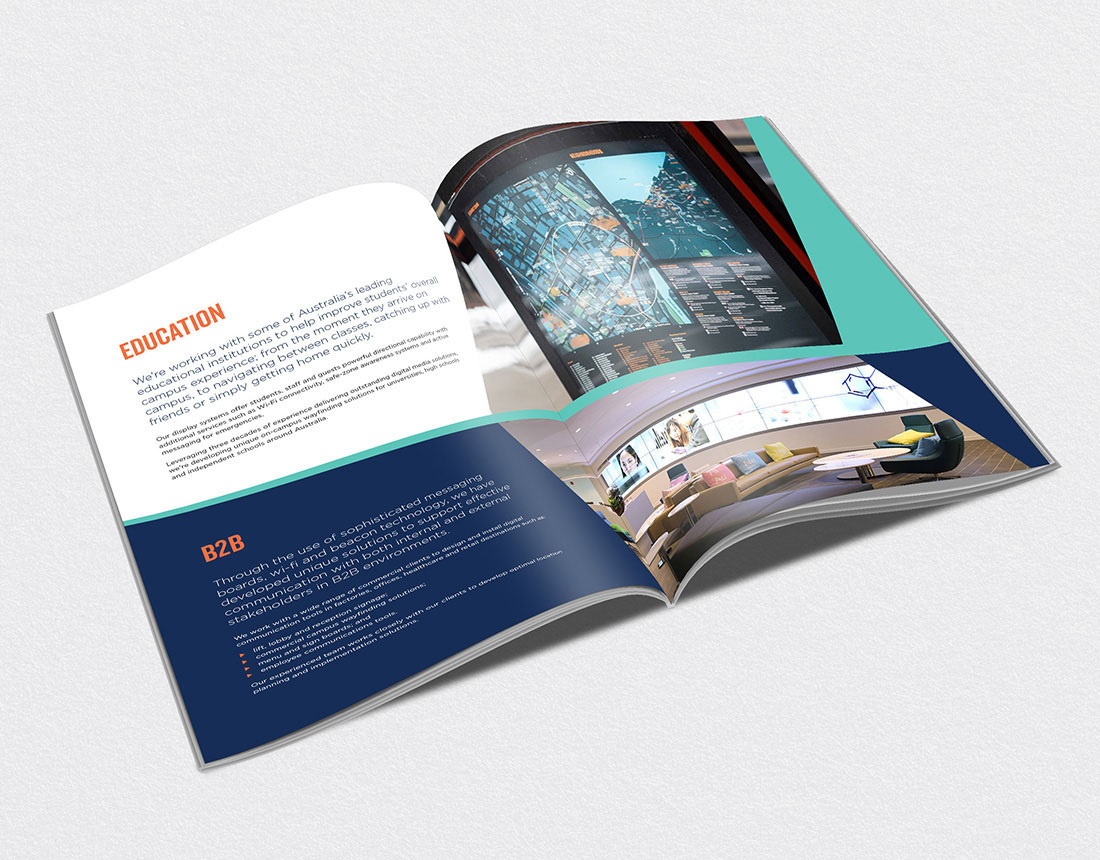 EDUCATION
We're working with some of Australia's leading
educational institutions to help improve students' overall
campus experience; from the moment they arrive on
campus, to navigating between classes, catching up with
friends or simply getting home quickly.
Our display systems offer students, staff and guests powerful directional capability with
additional services such as Wi-Fi connectivity, safe-zone awareness systems and active
messaging for emergencies.
Leveraging three decades of experience delivering outstanding digital media solutions,
we're developing unique on-campus wayfinding solutions for universities, high schools
and independent schools around Australia.
B2B
Through the use of sophisticated messaging
boards, wi-fi and beacon technology, we have
developed unique solutions to support effective
communication with both internal and external
stakeholders in B2B environments.
We work with a wide range of commercial clients to design and install digital
communication tools in factories, offices, healthcare and retail destinations such as:
lift, lobby and reception signage;
commercial campus wayfinding solutions;
menu and sign boards; and
employee communications tools.
Our experienced team works closely with our clients to develop optimal location
planning and implementation solutions.